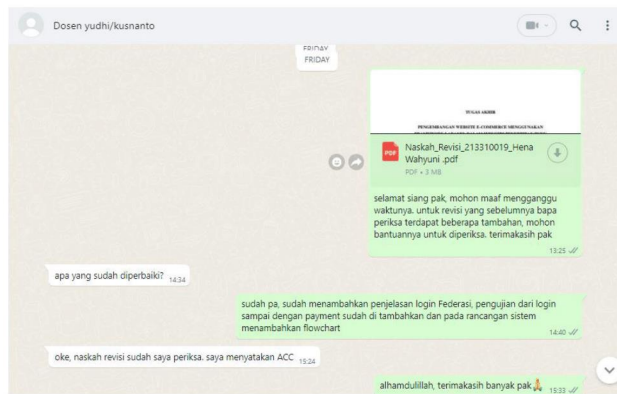 Dosen yudhi/kusnanto
FRIDAY
FRIDAY
TUGAS AKHIR
PENGEMBANGAN WEBSITE E-COMMERCE MENGGUNAKAN
PDF
Naskah_Revisi_213310019_Hena
Wahyuni .pdf
PDF • 3 MB
selamat siang pak, mohon maaf mengganggu
waktunya. untuk revisi yang sebelumnya bapa
periksa terdapat beberapa tambahan, mohon
bantuannya untuk diperiksa. terimakasih pak
13:25
apa yang sudah diperbaiki? 14:34
sudah pa, sudah menambahkan penjelasan login Federasi, pengujian dari login
sampai dengan payment sudah di tambahkan dan pada rancangan sistem
menambahkan flowchart
14:40
oke, naskah revisi sudah saya periksa. saya menyatakan ACC 15:24
alhamdulillah, terimakasih banyak pak🙏 15:33